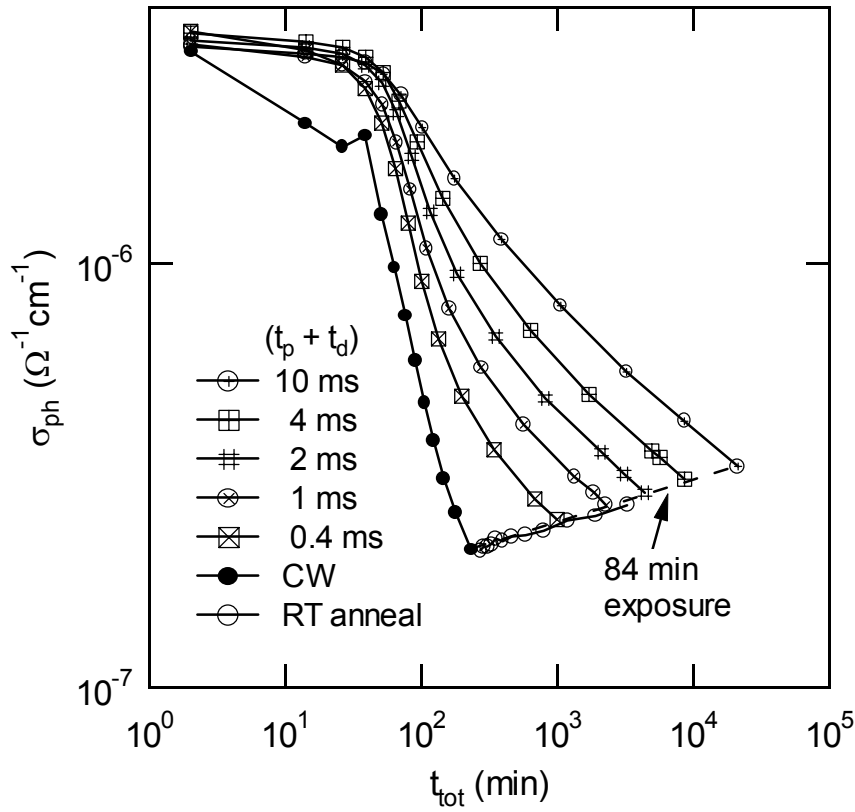 10⁻⁶
10⁻⁷
σph (Ω⁻¹cm⁻¹)
(tp + td)
10 ms
4 ms
2 ms
1 ms
0.4 ms
CW
RT anneal
84 min
exposure
10⁰ 10¹ 10² 10³ 10⁴ 10⁵
ttot (min)